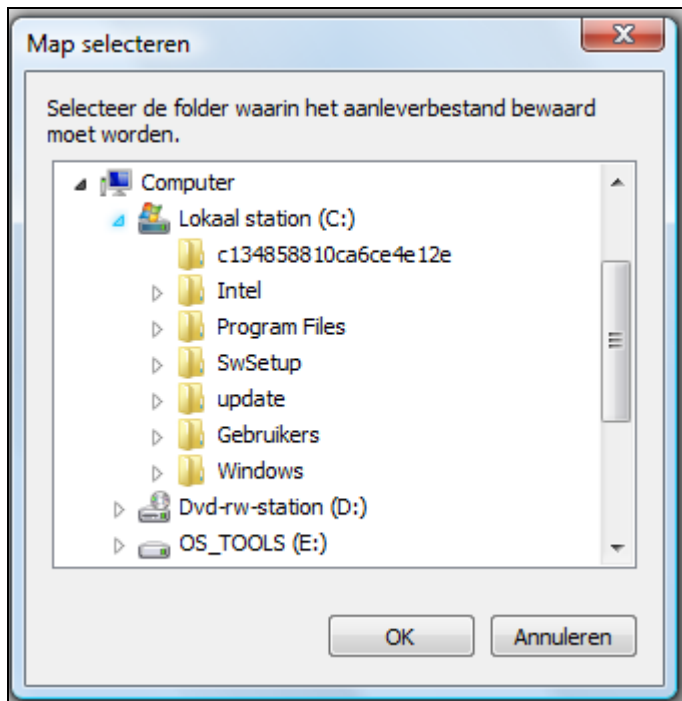 Map selecteren
Selecteer de folder waarin het aanleverbestand bewaard
moet worden.
Computer
Lokaal station (C:)
c134858810ca6ce4e12e
Intel
Program Files
SwSetup
update
Gebruikers
Windows
Dvd-rw-station (D:)
OS_TOOLS (E:)
OK
Annuleren